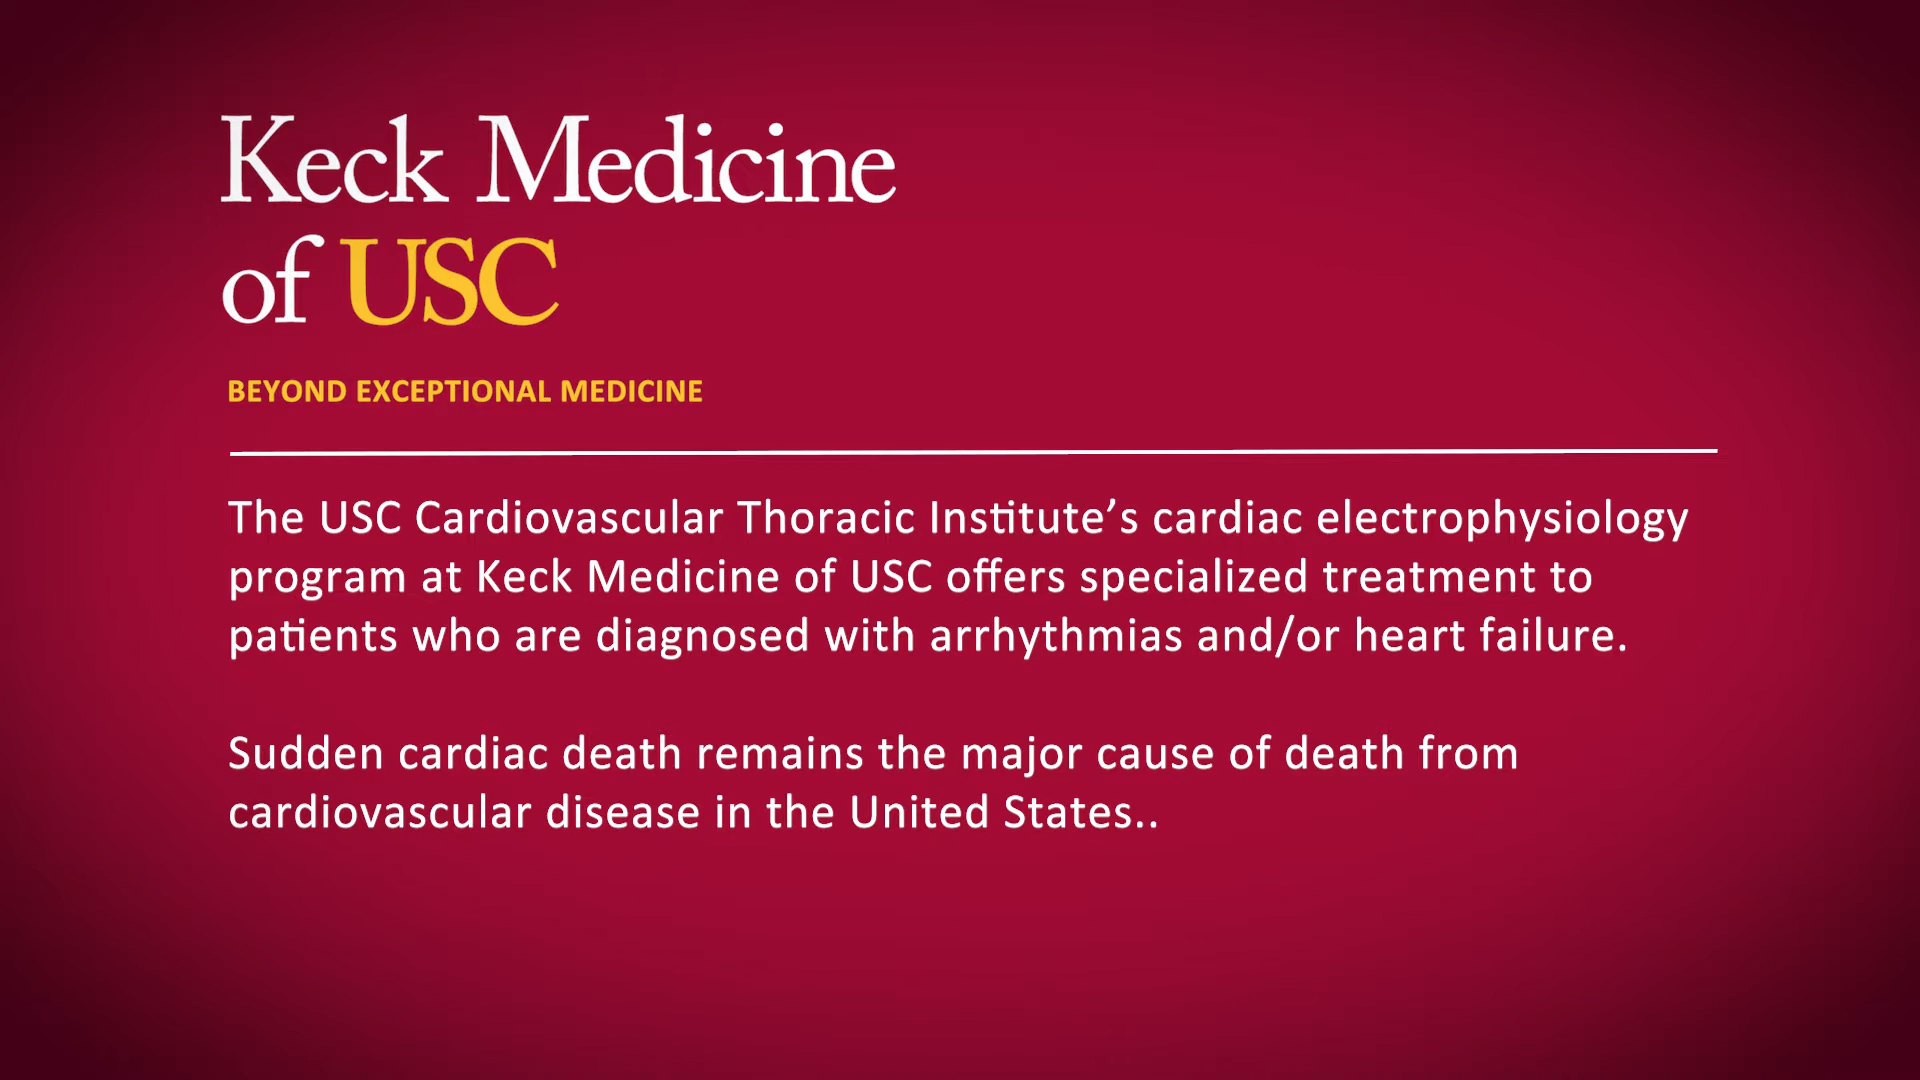 Keck Medicine
of USC
BEYOND EXCEPTIONAL MEDICINE
The USC Cardiovascular Thoracic Institute’s cardiac electrophysiology
program at Keck Medicine of USC offers specialized treatment to
patients who are diagnosed with arrhythmias and/or heart failure.
Sudden cardiac death remains the major cause of death from
cardiovascular disease in the United States..